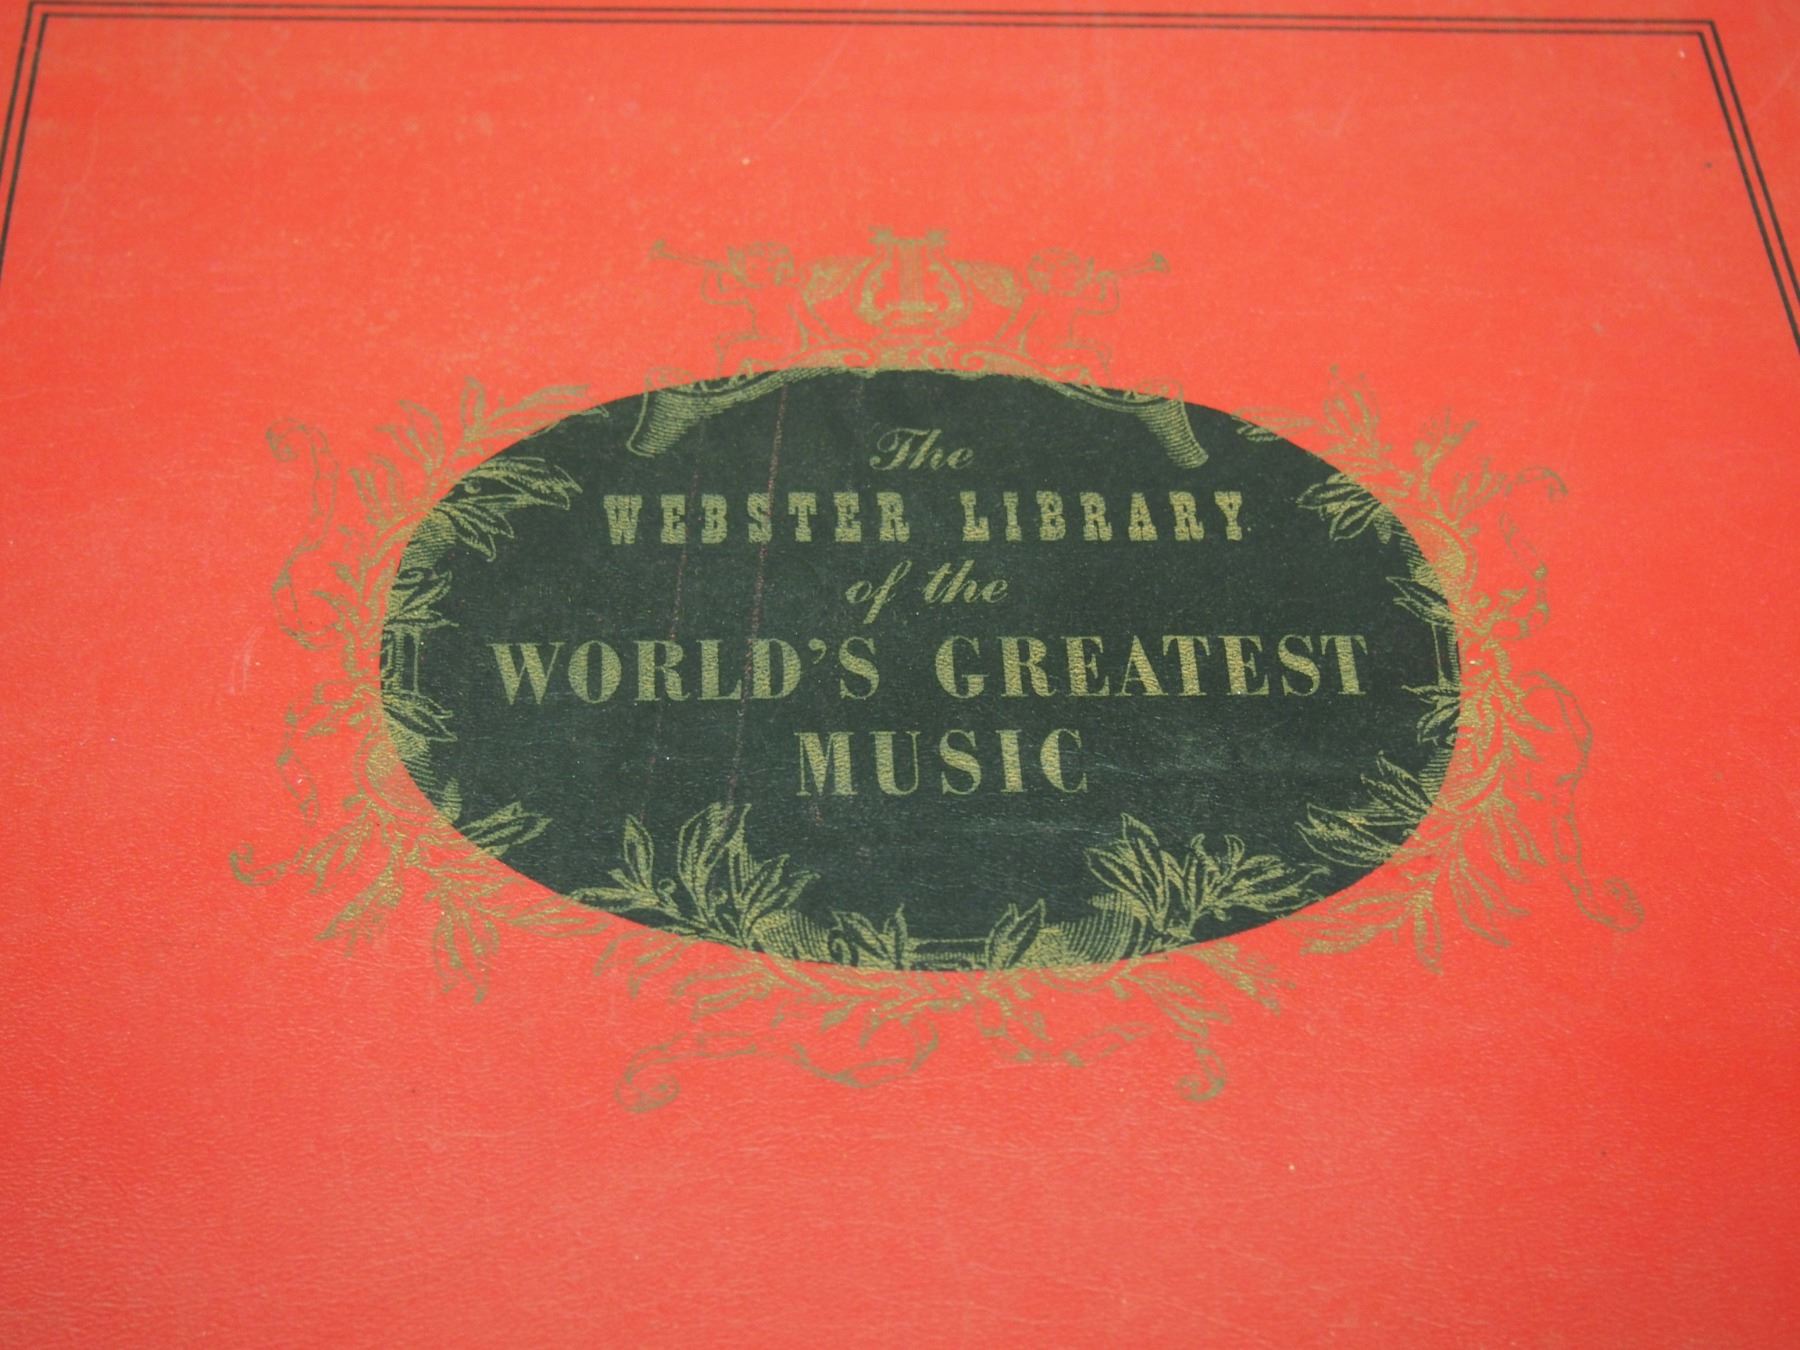 The
WEBSTER LIBRARY
of the
WORLD'S GREATEST
MUSIC